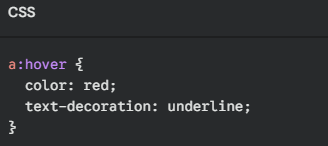 CSS
a:hover {
  color: red;
  text-decoration: underline;
}